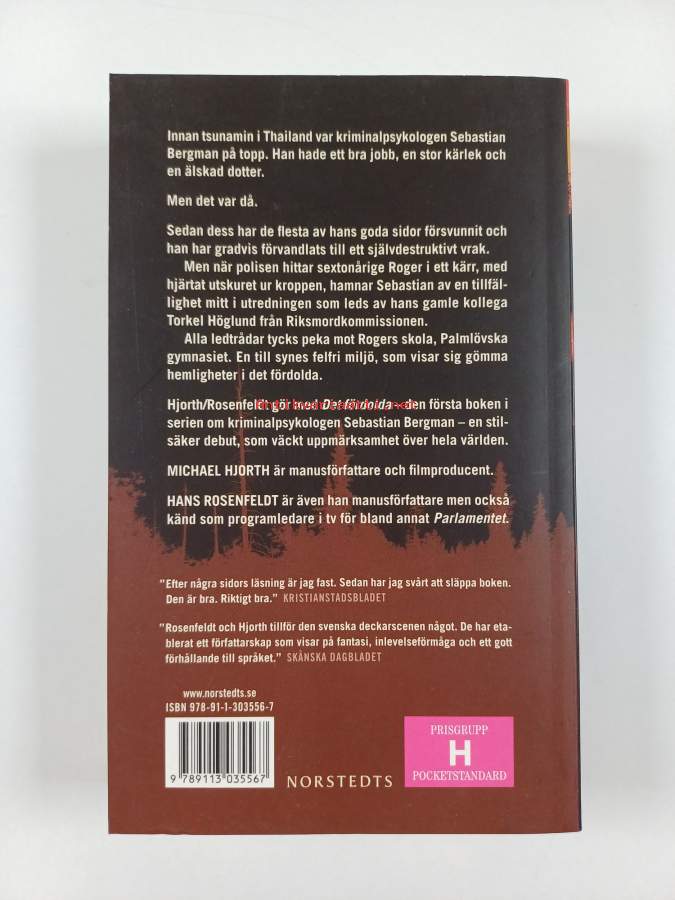 Innan tsunamin i Thailand var kriminalpsykologen Sebastian
Bergman på topp. Han hade ett bra jobb, en stor kärlek och
en älskad dotter.
Men det var då.
Sedan dess har de flesta av hans goda sidor försvunnit och
han har gradvis förvandlats till ett självdestruktivt vrak.
Men när polisen hittar sextonårige Roger i ett kärr, med
hjärtat utskuret ur kroppen, hamnar Sebastian av en tillfäl-
lighet mitt i utredningen som leds av hans gamle kollega
Torkel Höglund från Riksmordkommissionen.
Alla ledtrådar tycks peka mot Rogers skola, Palmlövska
gymnasiet. En till synes felfri miljö, som visar sig gömma
hemligheter i det fördolda.
Hjorth/Rosenfeldt gör med Det fördolda – den första boken i
serien om kriminalpsykologen Sebastian Bergman – en stil-
säker debut, som väckt uppmärksamhet över hela världen.
MICHAEL HJORTH är manusförfattare och filmproducent.
HANS ROSENFELDT är även han manusförfattare men också
känd som programledare i tv för bland annat Parlamentet.
"Efter några sidors läsning är jag fast. Sedan har jag svårt att släppa boken.
Den är bra. Riktigt bra." KRISTIANSTADSBLADET
"Rosenfeldt och Hjorth tillför den svenska deckarscenen något. De har eta-
blerat ett författarskap som visar på fantasi, inlevelseförmåga och ett gott
förhållande till språket." SKÅNSKA DAGBLADET
www.norstedts.se
ISBN 978-91-1-303556-7
9 789113 035567
NORSTEDTS
PRISGRUPP
H
POCKETSTANDARD